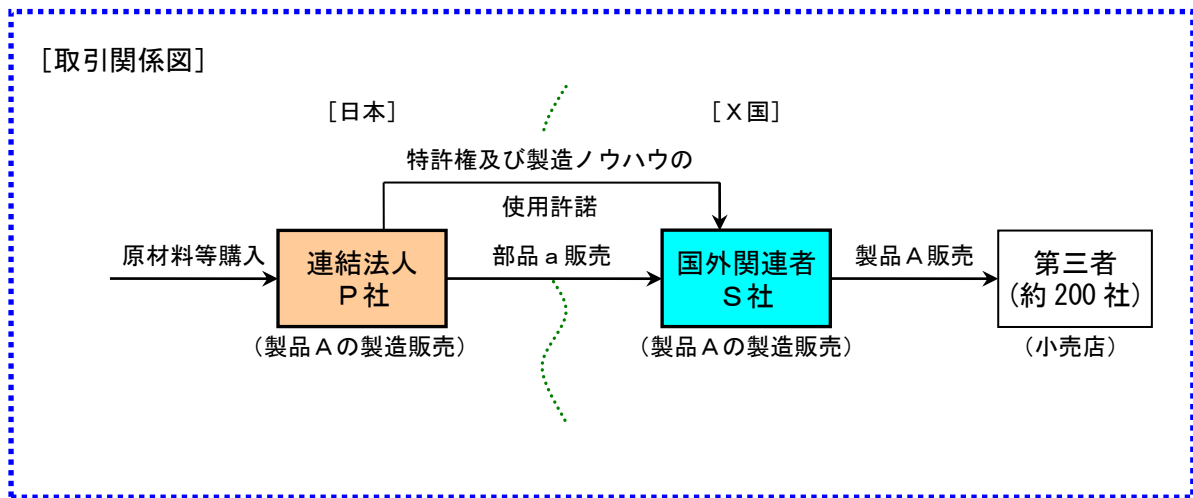 ［取引関係図］
［日本］
［Ｘ国］
特許権及び製造ノウハウの
使用許諾
原材料等購入
連結法人
Ｐ社
部品ａ販売
国外関連者
Ｓ社
製品Ａ販売
第三者
（約 200 社）
（製品Ａの製造販売）
（製品Ａの製造販売）
（小売店）